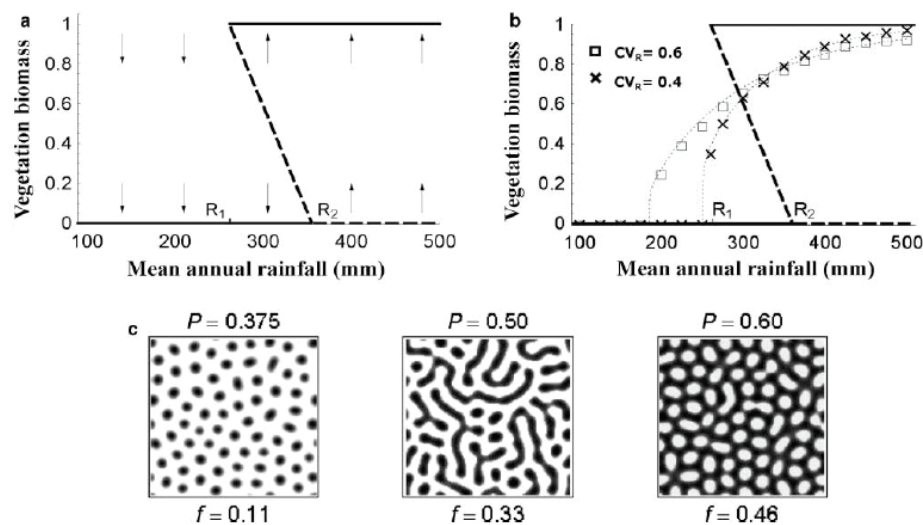 a
1
0.8
0.6
0.4
0.2
0
Vegetation biomass
R1
R2
100 200 300 400 500
Mean annual rainfall (mm)
b
1
0.8
0.6
0.4
0.2
0
Vegetation biomass
CVR= 0.6
CVR= 0.4
R1
R2
100 200 300 400 500
Mean annual rainfall (mm)
c
P = 0.375
P = 0.50
P = 0.60
f = 0.11
f = 0.33
f = 0.46